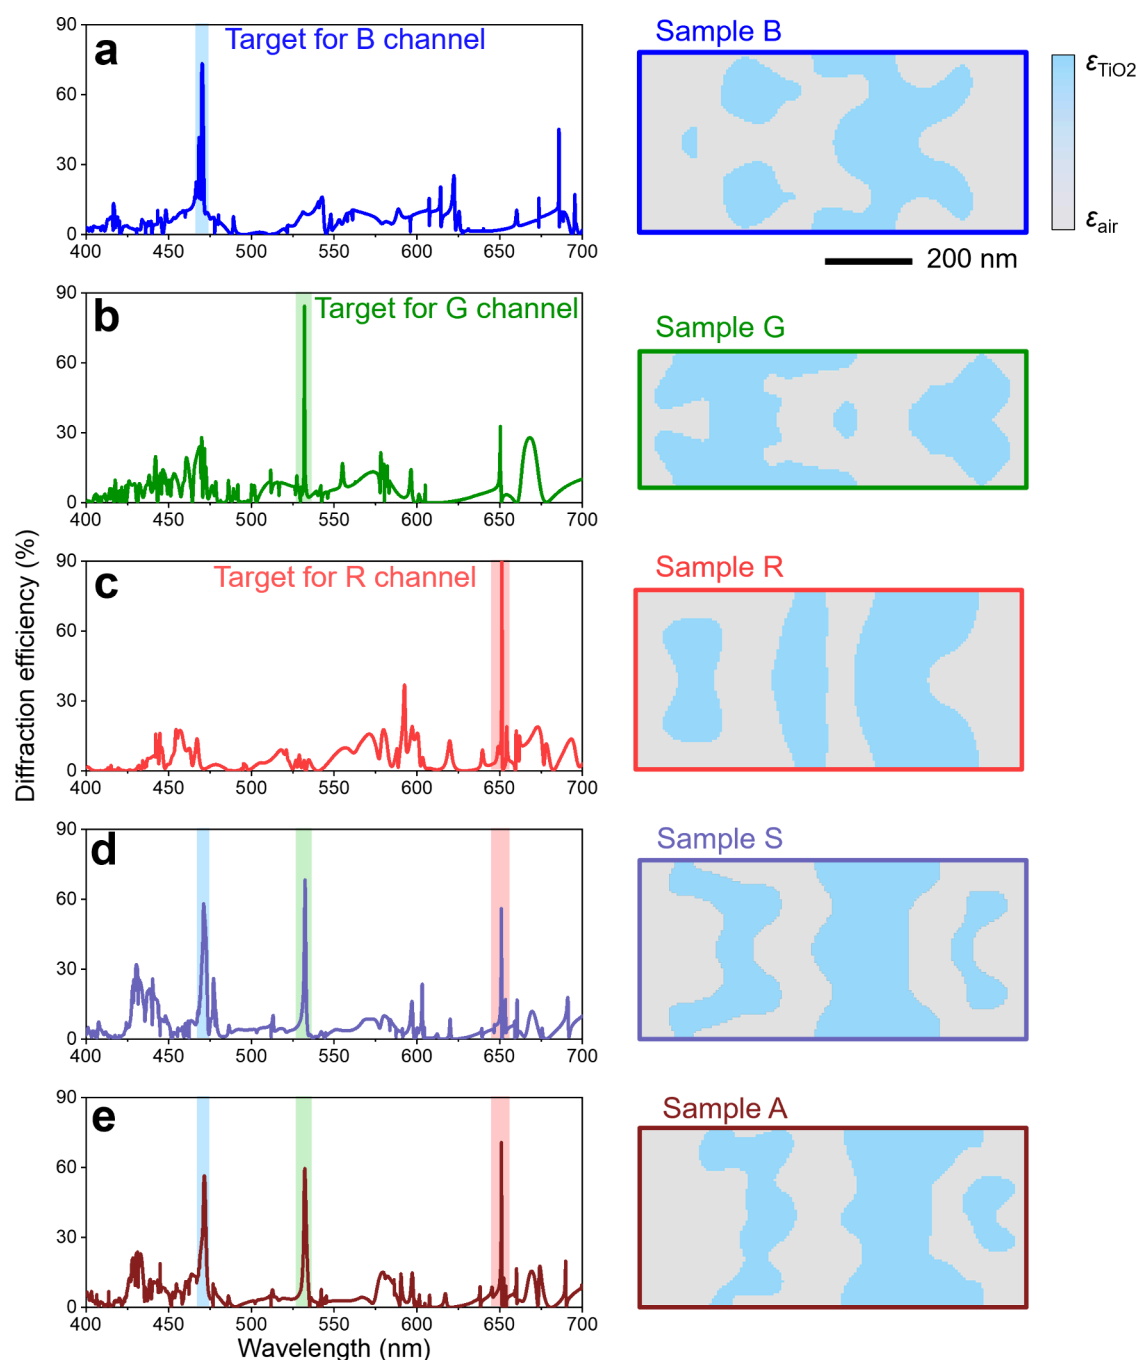 a
Target for B channel
90
60
30
0
400 450 500 550 600 650 700
Sample B
εTiO2
εair
200 nm
b
Target for G channel
90
60
30
0
400 450 500 550 600 650 700
Sample G
Diffraction efficiency (%)
c
Target for R channel
90
60
30
0
400 450 500 550 600 650 700
Sample R
d
90
60
30
0
400 450 500 550 600 650 700
Sample S
e
90
60
30
0
400 450 500 550 600 650 700
Wavelength (nm)
Sample A